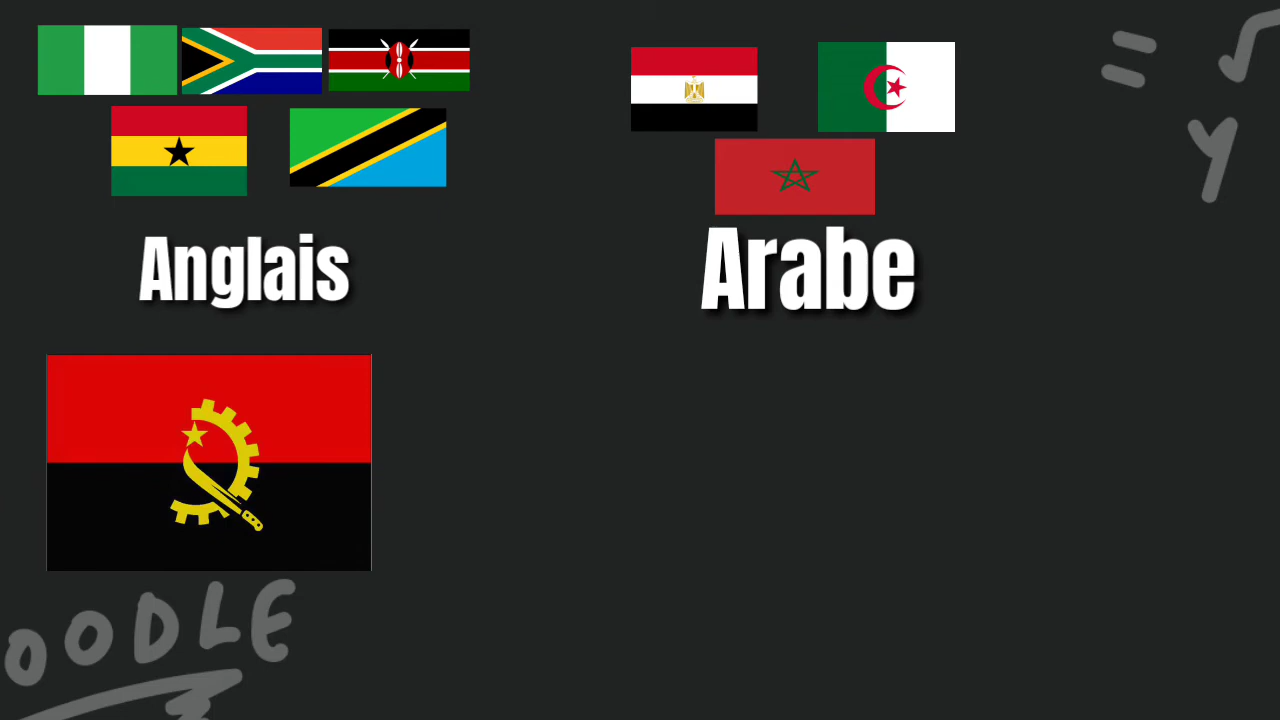 Anglais
Arabe
= √
y
OODLE